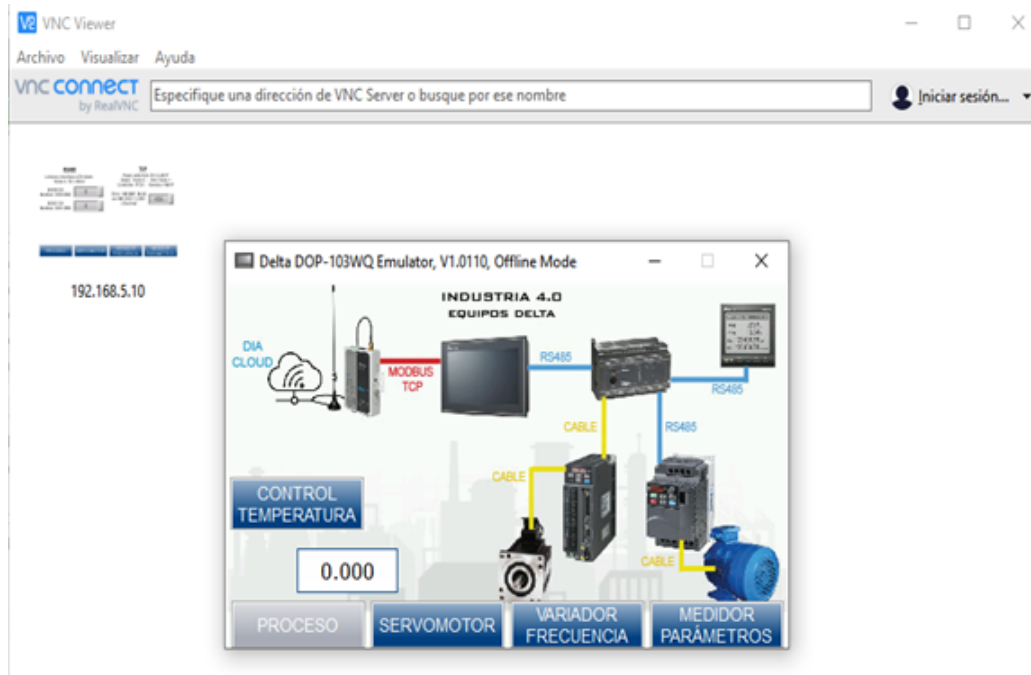 VNC Viewer
Archivo Visualizar Ayuda
VNC CONNECT
by RealVNC
Especifique una dirección de VNC Server o busque por ese nombre
Iniciar sesión...
192.168.5.10
Delta DOP-103WQ Emulator, V1.0110, Offline Mode
INDUSTRIA 4.0
EQUIPOS DELTA
DIA
CLOUD
MODBUS
TCP
RS485
RS485
CABLE
RS485
CABLE
CABLE
CONTROL
TEMPERATURA
0.000
PROCESO
SERVOMOTOR
VARIADOR
FRECUENCIA
MEDIDOR
PARÁMETROS